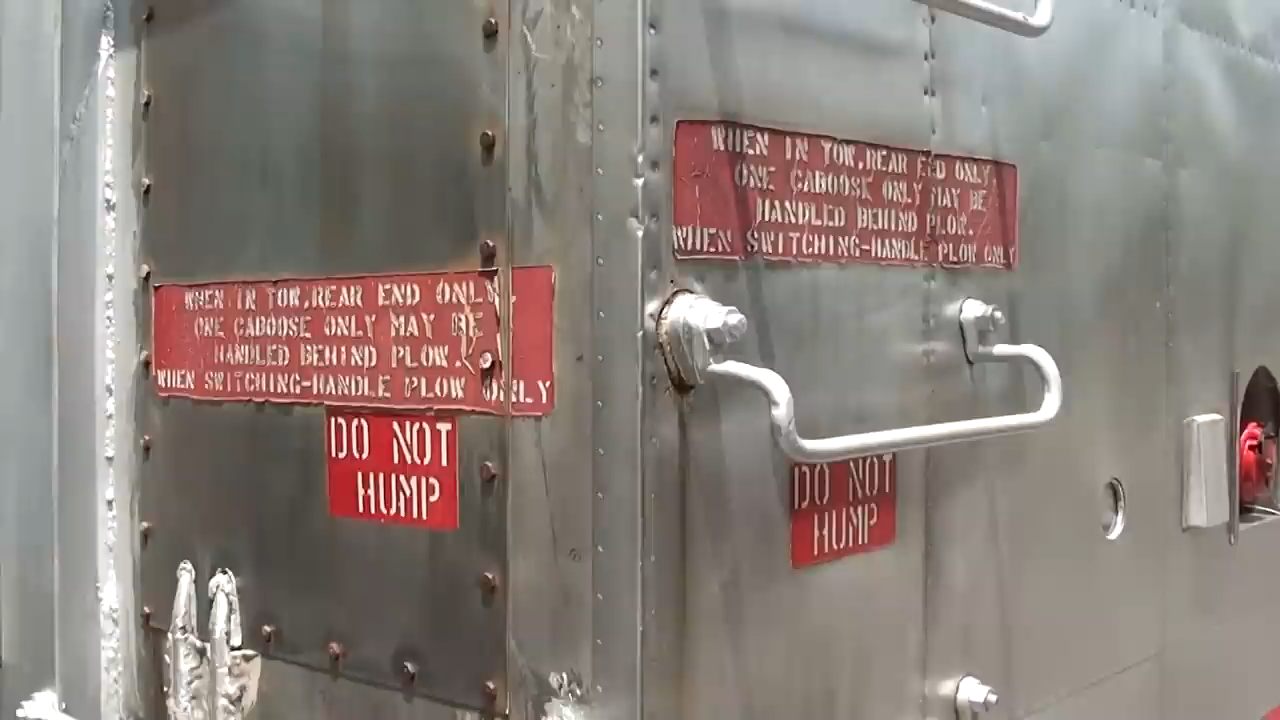 WHEN IN TOW,REAR END ONLY,
ONE CABOOSE ONLY MAY BE
HANDLED BEHIND PLOW.
WHEN SWITCHING-HANDLE PLOW ONLY
DO NOT
HUMP
WHEN IN TOW,REAR END ONLY
ONE CABOOSE ONLY MAY BE
HANDLED BEHIND PLOW.
WHEN SWITCHING-HANDLE PLOW ONLY
DO NOT
HUMP